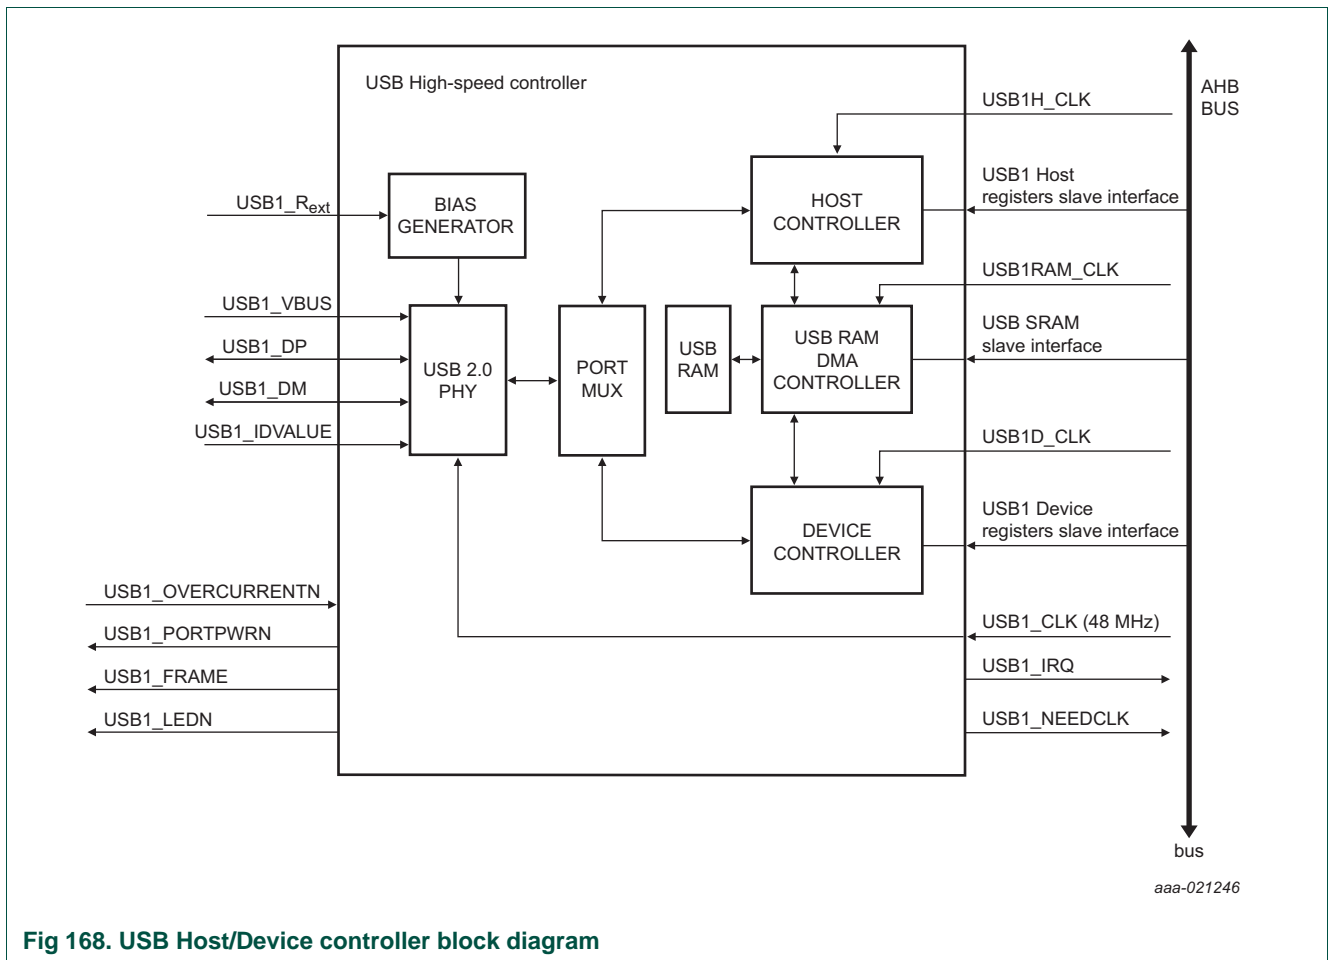 USB High-speed controller
AHB
BUS
USB1H_CLK
USB1 Host
registers slave interface
HOST
CONTROLLER
BIAS
GENERATOR
USB1_Rext
USB1RAM_CLK
USB1_VBUS
USB SRAM
slave interface
USB1_DP
USB1_DM
USB1_IDVALUE
USB 2.0
PHY
PORT
MUX
USB
RAM
USB RAM
DMA
CONTROLLER
USB1D_CLK
USB1 Device
registers slave interface
DEVICE
CONTROLLER
USB1_OVERCURRENTN
USB1_PORTPWRN
USB1_FRAME
USB1_LEDN
USB1_CLK (48 MHz)
USB1_IRQ
USB1_NEEDCLK
bus
aaa-021246
Fig 168. USB Host/Device controller block diagram